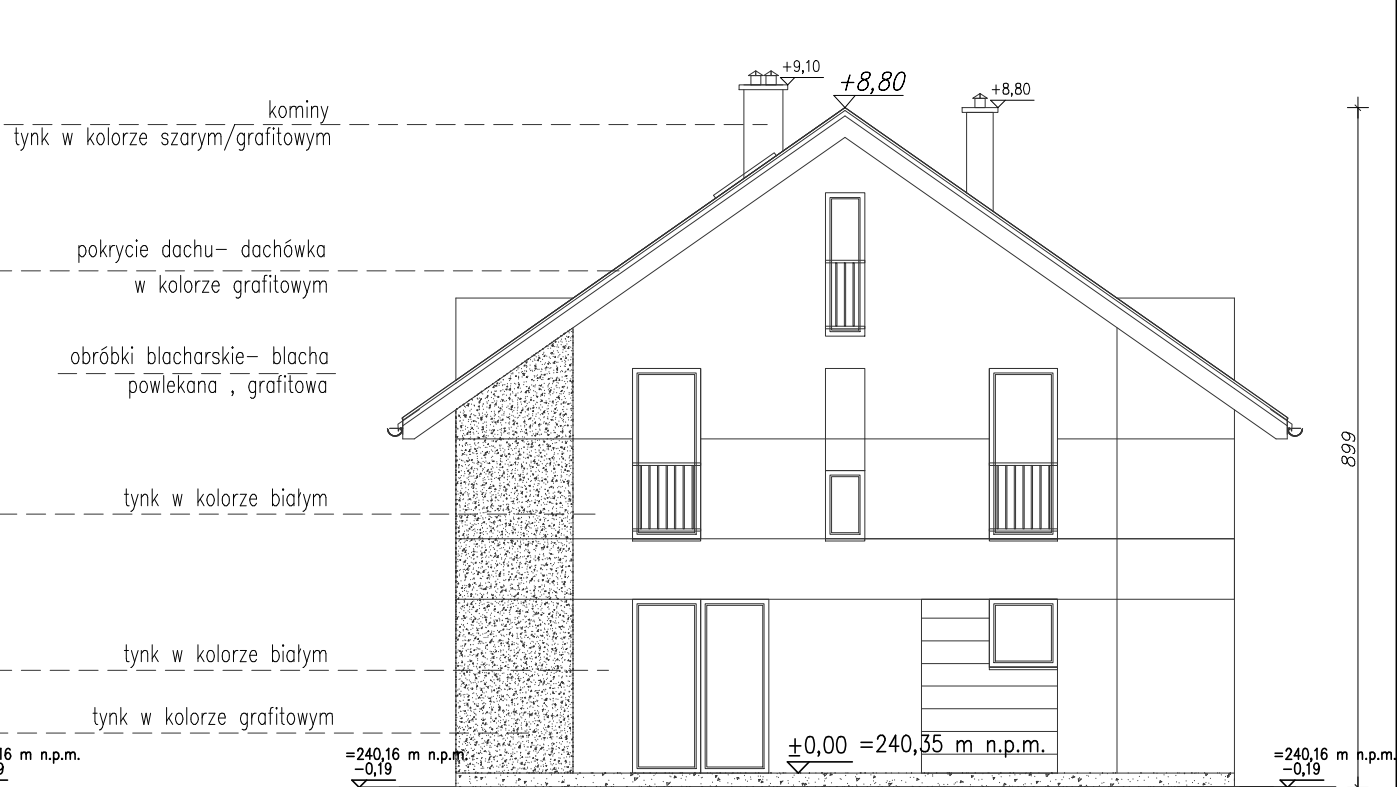 +9,10
+8,80
+8,80
kominy
tynk w kolorze szarym/grafitowym
pokrycie dachu– dachówka
w kolorze grafitowym
obróbki blacharskie– blacha
powlekana , grafitowa
899
tynk w kolorze białym
tynk w kolorze białym
tynk w kolorze grafitowym
16 m n.p.m.
9
=240,16 m n.p.m.
–0,19
±0,00 =240,35 m n.p.m.
=240,16 m n.p.m.
–0,19